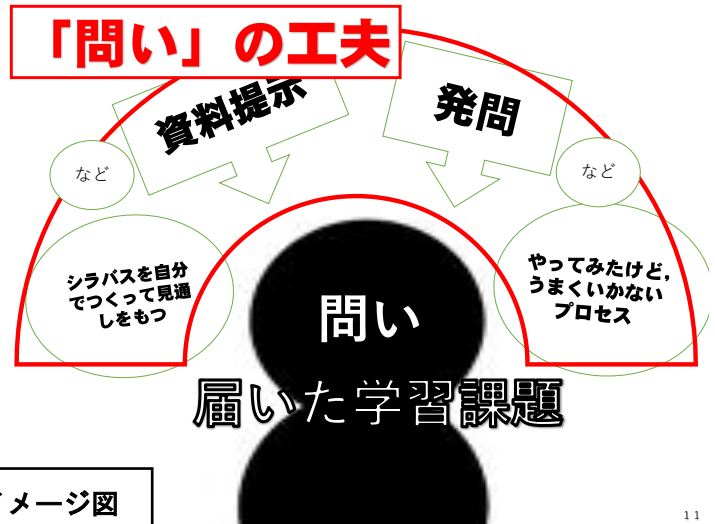 「問い」の工夫
資料提示
発問
など
など
シラバスを自分
でつくって見通
しをもつ
やってみたけど,
うまくいかない
プロセス
問い
届いた学習課題
メージ図
11